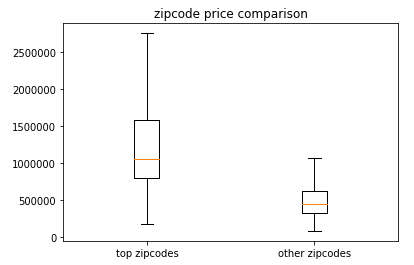 zipcode price comparison
2500000
2000000
1500000
1000000
500000
0
top zipcodes
other zipcodes